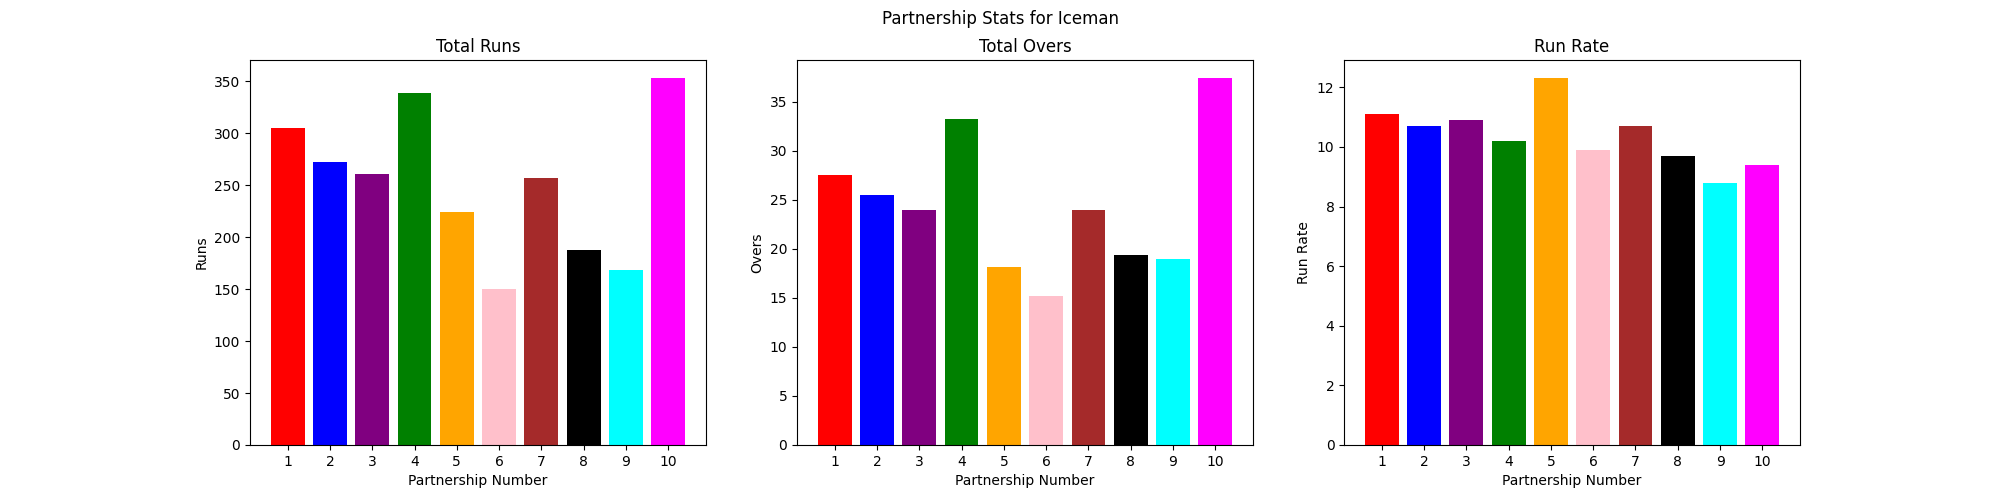 Partnership Stats for Iceman
Total Runs
350
300
250
200
150
100
50
0
Runs
1 2 3 4 5 6 7 8 9 10
Partnership Number
Total Overs
35
30
25
20
15
10
5
0
Overs
1 2 3 4 5 6 7 8 9 10
Partnership Number
Run Rate
12
10
8
6
4
2
0
Run Rate
1 2 3 4 5 6 7 8 9 10
Partnership Number